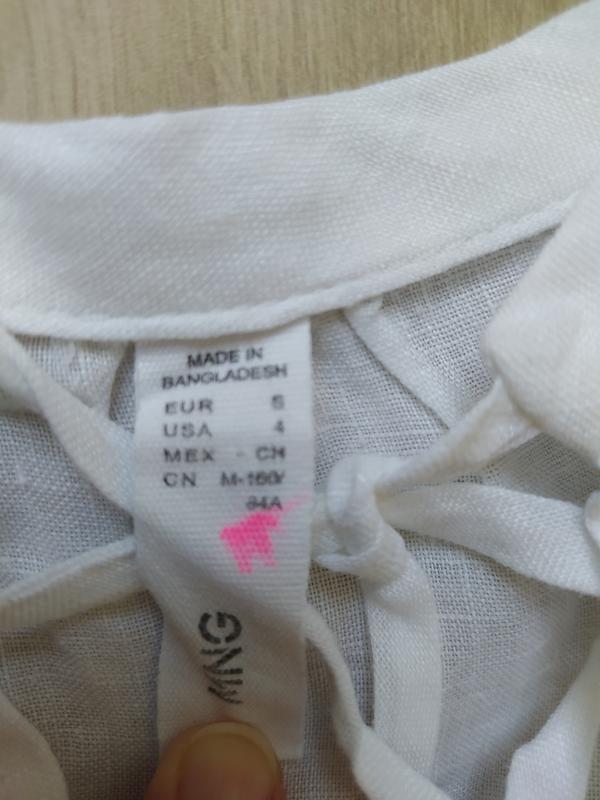 MADE IN
BANGLADESH
EUR S
USA 4
MEX CH
CN M-160/
84A
MNG